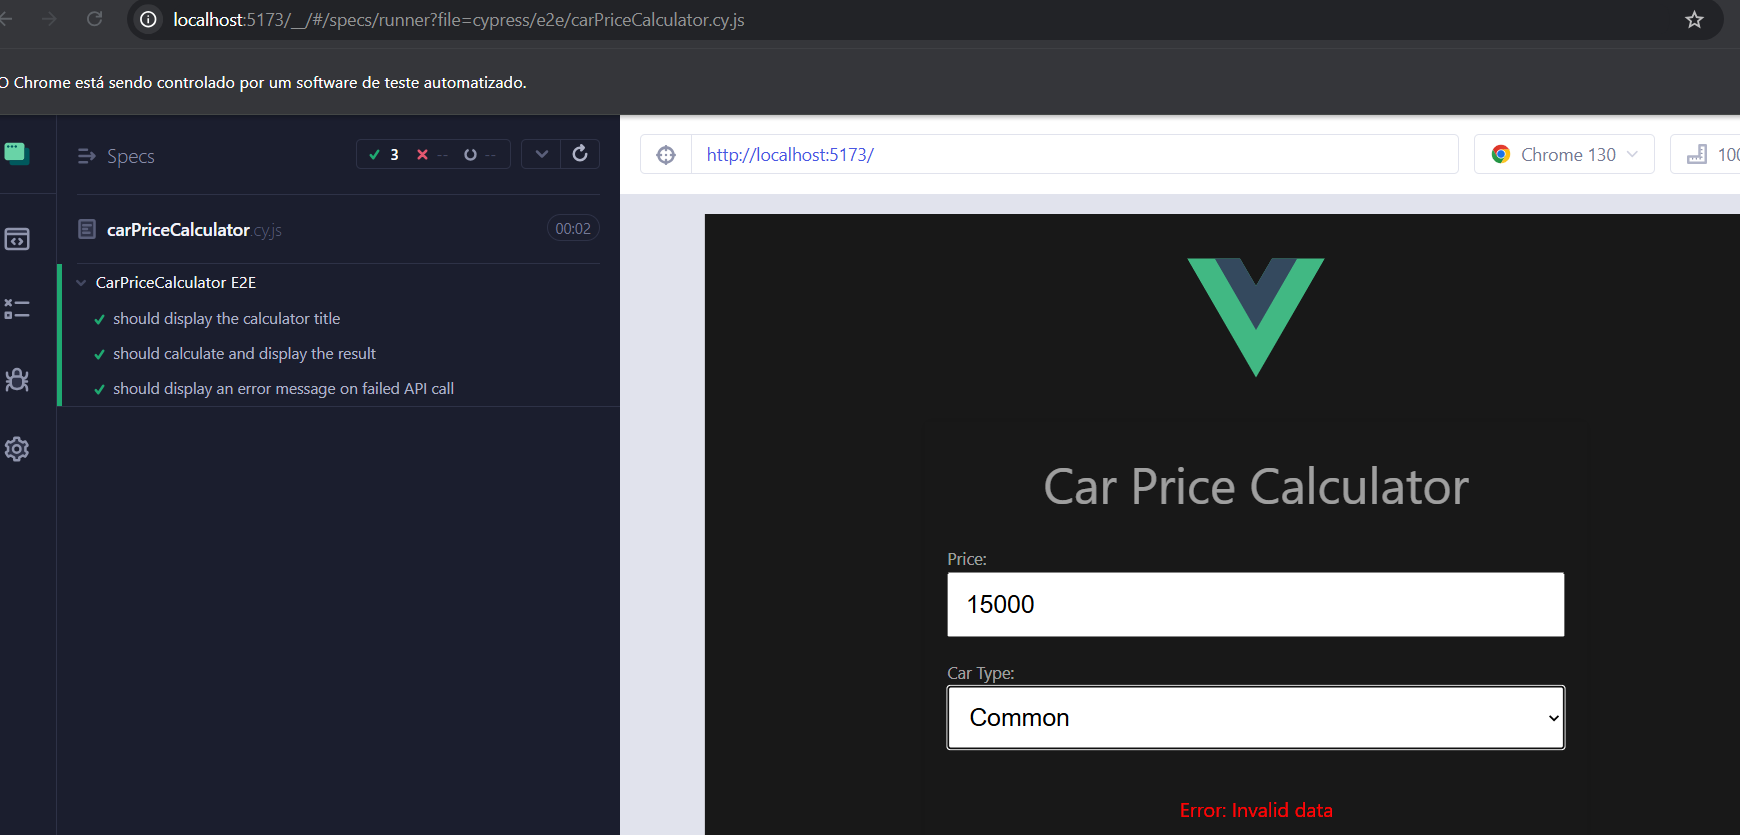 localhost:5173/__/#/specs/runner?file=cypress/e2e/carPriceCalculator.cy.js
O Chrome está sendo controlado por um software de teste automatizado.
Specs
3 -- --
http://localhost:5173/
Chrome 130
100
carPriceCalculator.cy.js
00:02
CarPriceCalculator E2E
should display the calculator title
should calculate and display the result
should display an error message on failed API call
Car Price Calculator
Price:
15000
Car Type:
Common
Error: Invalid data